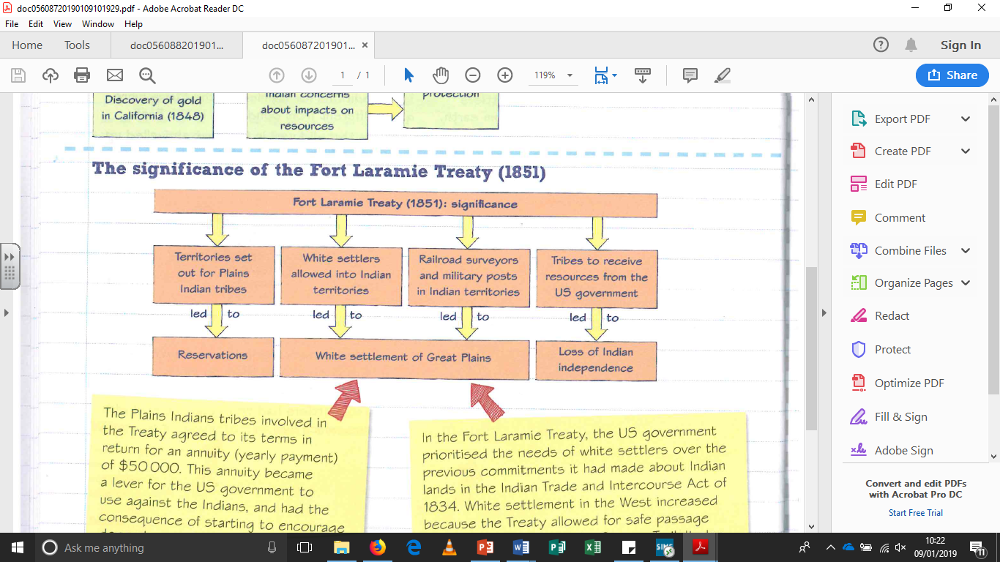 doc05608720190109101929.pdf - Adobe Acrobat Reader DC
File Edit View Window Help
Home Tools doc056088201901... doc056087201901... ×
1 / 1 119% Share
Sign In
Discovery of gold
in California (1848)
Indian concerns
about impacts on
resources
protection
The significance of the Fort Laramie Treaty (1851)
Fort Laramie Treaty (1851): significance
Territories set
out for Plains
Indian tribes
White settlers
allowed into Indian
territories
Railroad surveyors
and military posts
in Indian territories
Tribes to receive
resources from the
US government
led to
led to
led to
led to
Reservations
White settlement of Great Plains
Loss of Indian
independence
The Plains Indians tribes involved in
the Treaty agreed to its terms in
return for an annuity (yearly payment)
of $50000. This annuity became
a lever for the US government to
use against the Indians, and had the
consequence of starting to encourage
In the Fort Laramie Treaty, the US government
prioritised the needs of white settlers over the
previous commitments it had made about Indian
lands in the Indian Trade and Intercourse Act of
1834. White settlement in the West increased
because the Treaty allowed for safe passage
Export PDF
Create PDF
Edit PDF
Comment
Combine Files
Organize Pages
Redact
Protect
Optimize PDF
Fill & Sign
Adobe Sign
Convert and edit PDFs
with Acrobat Pro DC
Start Free Trial
Ask me anything
10:22
09/01/2019
11